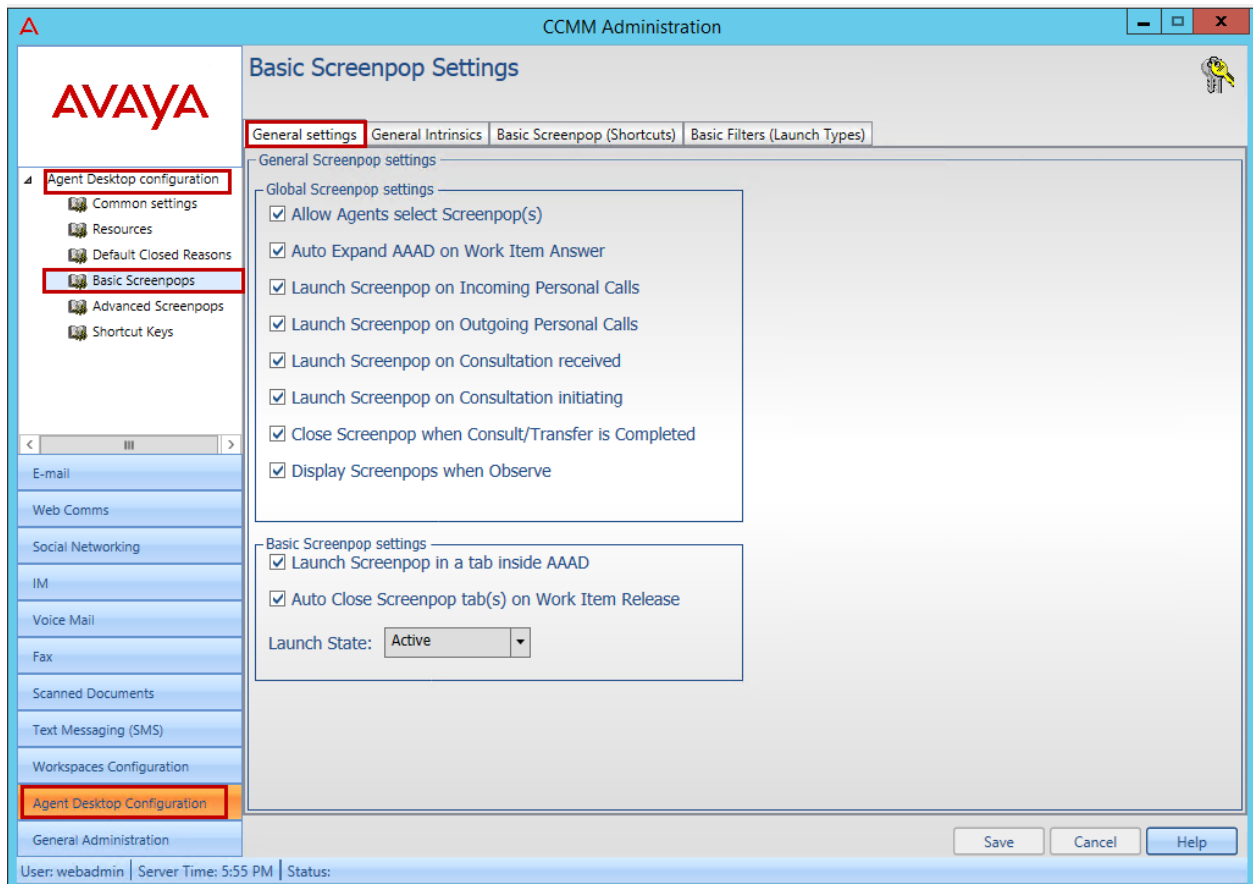 CCMM Administration
AVAYA
Agent Desktop configuration
Common settings
Resources
Default Closed Reasons
Basic Screenpops
Advanced Screenpops
Shortcut Keys
E-mail
Web Comms
Social Networking
IM
Voice Mail
Fax
Scanned Documents
Text Messaging (SMS)
Workspaces Configuration
Agent Desktop Configuration
General Administration
Basic Screenpop Settings
General settings General Intrinsics Basic Screenpop (Shortcuts) Basic Filters (Launch Types)
General Screenpop settings
Global Screenpop settings
Allow Agents select Screenpop(s)
Auto Expand AAAD on Work Item Answer
Launch Screenpop on Incoming Personal Calls
Launch Screenpop on Outgoing Personal Calls
Launch Screenpop on Consultation received
Launch Screenpop on Consultation initiating
Close Screenpop when Consult/Transfer is Completed
Display Screenpops when Observe
Basic Screenpop settings
Launch Screenpop in a tab inside AAAD
Auto Close Screenpop tab(s) on Work Item Release
Launch State: Active
Save Cancel Help
User: webadmin Server Time: 5:55 PM Status: